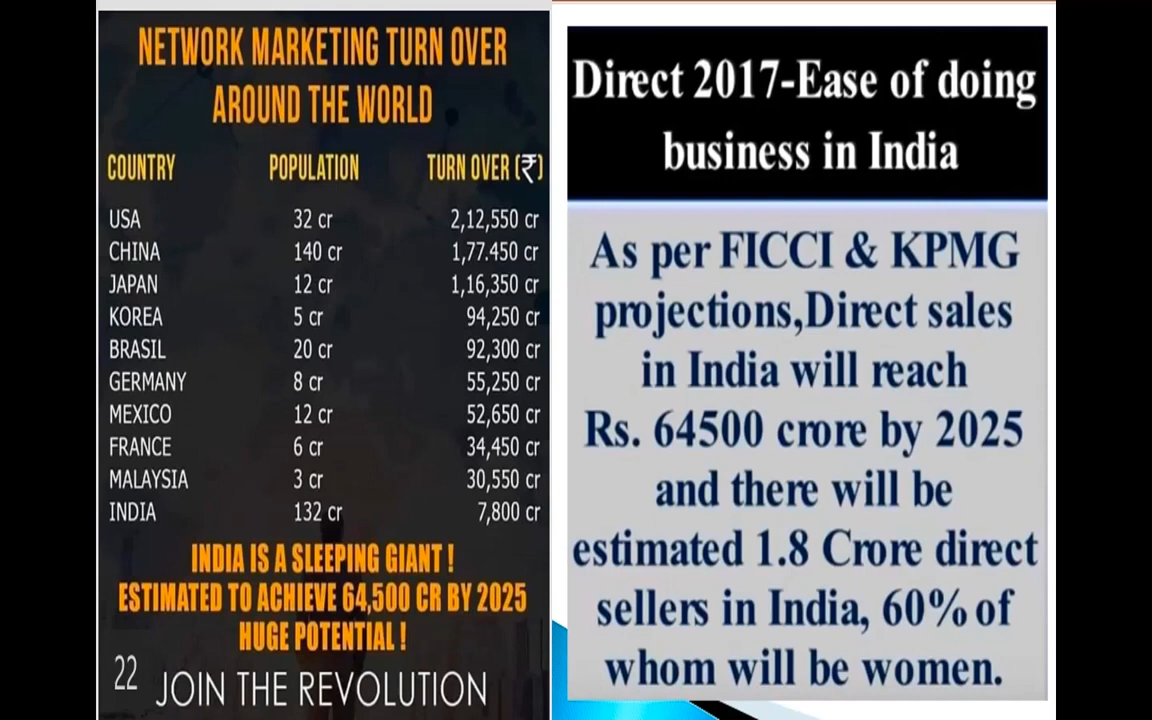 NETWORK MARKETING TURN OVER
AROUND THE WORLD
COUNTRY POPULATION TURN OVER (₹)
USA 32 cr 2,12,550 cr
CHINA 140 cr 1,77.450 cr
JAPAN 12 cr 1,16,350 cr
KOREA 5 cr 94,250 cr
BRASIL 20 cr 92,300 cr
GERMANY 8 cr 55,250 cr
MEXICO 12 cr 52,650 cr
FRANCE 6 cr 34,450 cr
MALAYSIA 3 cr 30,550 cr
INDIA 132 cr 7,800 cr
INDIA IS A SLEEPING GIANT !
ESTIMATED TO ACHIEVE 64,500 CR BY 2025
HUGE POTENTIAL !
22 JOIN THE REVOLUTION
Direct 2017-Ease of doing
business in India
As per FICCI & KPMG
projections,Direct sales
in India will reach
Rs. 64500 crore by 2025
and there will be
estimated 1.8 Crore direct
sellers in India, 60% of
whom will be women.